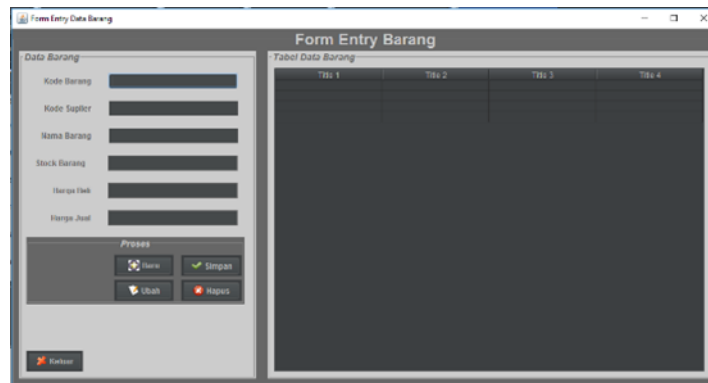 Form Entry Data Barang
Form Entry Barang
Data Barang
Kode Barang
Kode Suplier
Nama Barang
Stock Barang
Harga Beli
Harga Jual
Proses
Baru
Simpan
Ubah
Hapus
Keluar
Tabel Data Barang
Title 1 Title 2 Title 3 Title 4